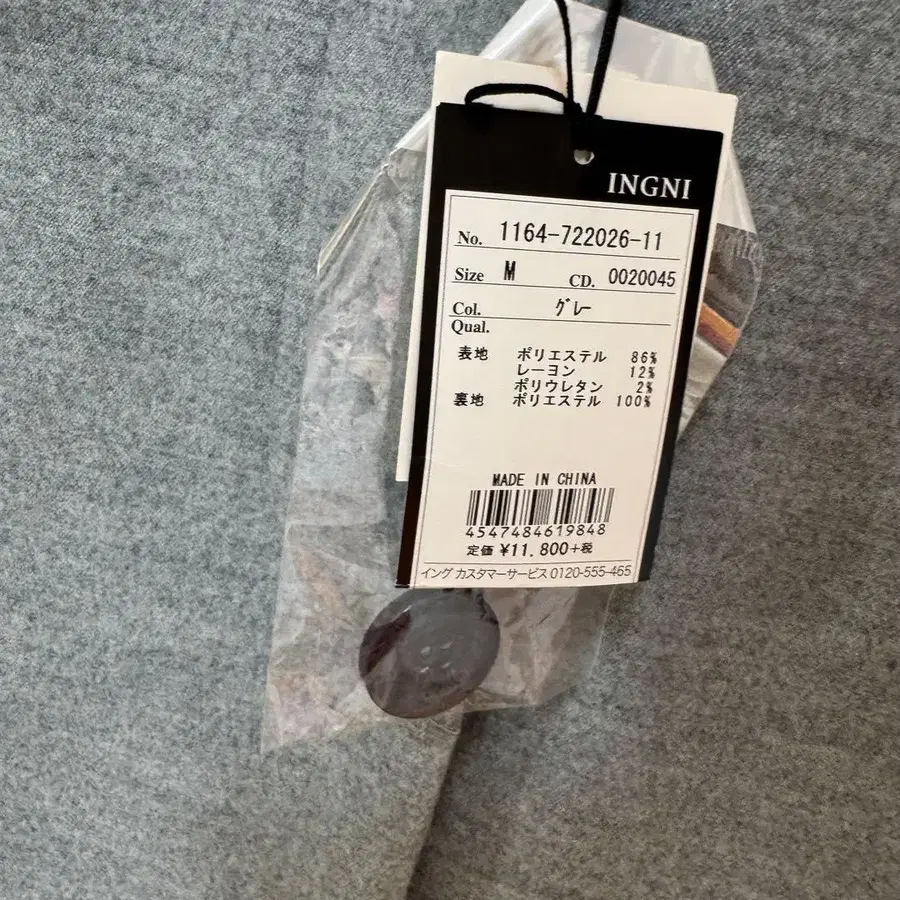 INGNI
No. 1164-722026-11
Size M CD. 0020045
Col. グレー
Qual.
表地 ポリエステル 86%
レーヨン 12%
ポリウレタン 2%
裏地 ポリエステル 100%
MADE IN CHINA
4547484619848
定価 ¥11,800+税
イング カスタマーサービス 0120-555-465